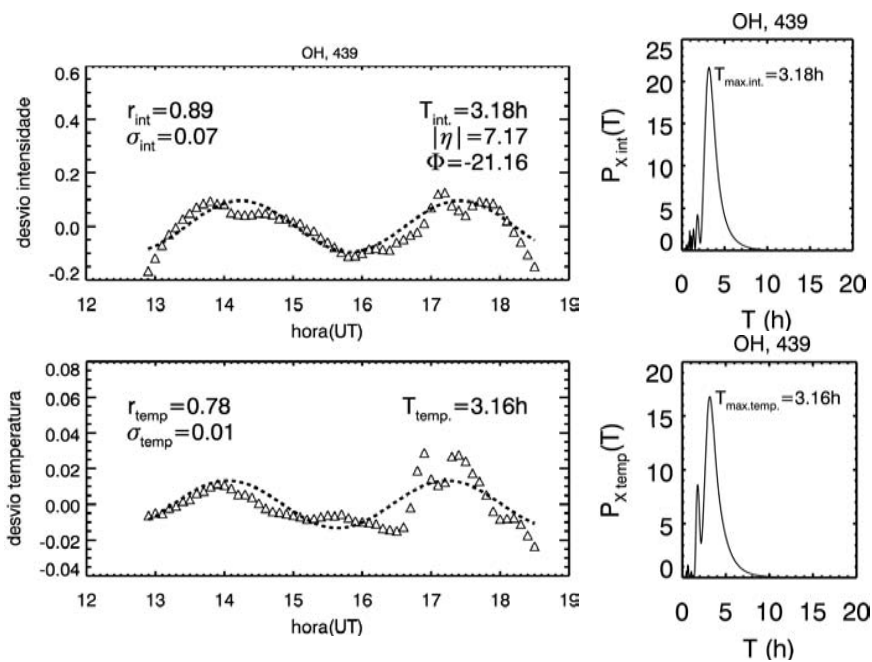 OH, 439
desvio intensidade
0.6
0.4
0.2
0.0
-0.2
r_int=0.89
σ_int=0.07
T_int.=3.18h
|η|=7.17
Φ=-21.16
12 13 14 15 16 17 18 19
hora(UT)
OH, 439
P_X int(T)
25
20
15
10
5
0
T_max.int.=3.18h
0 5 10 15 20
T (h)
desvio temperatura
0.08
0.06
0.04
0.02
0.00
-0.02
-0.04
r_temp=0.78
σ_temp=0.01
T_temp.=3.16h
12 13 14 15 16 17 18 19
hora(UT)
OH, 439
P_X temp(T)
20
15
10
5
0
T_max.temp.=3.16h
0 5 10 15 20
T (h)